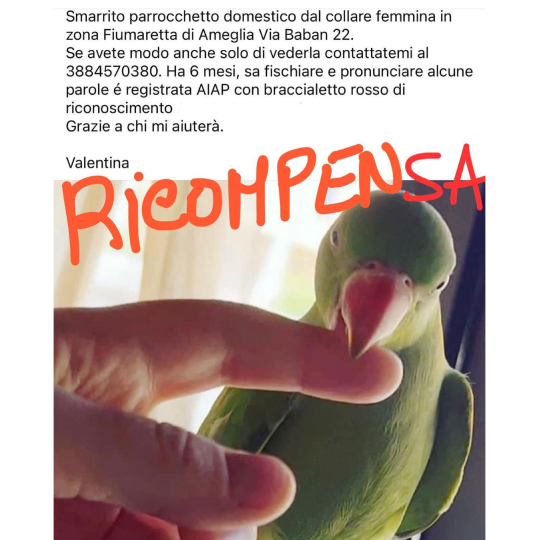 Smarrito parrocchetto domestico dal collare femmina in
zona Fiumaretta di Ameglia Via Baban 22.
Se avete modo anche solo di vederla contattatemi al
3884570380. Ha 6 mesi, sa fischiare e pronunciare alcune
parole é registrata AIAP con braccialetto rosso di
riconoscimento
Grazie a chi mi aiuterà.
Valentina
RiCOMPENSA